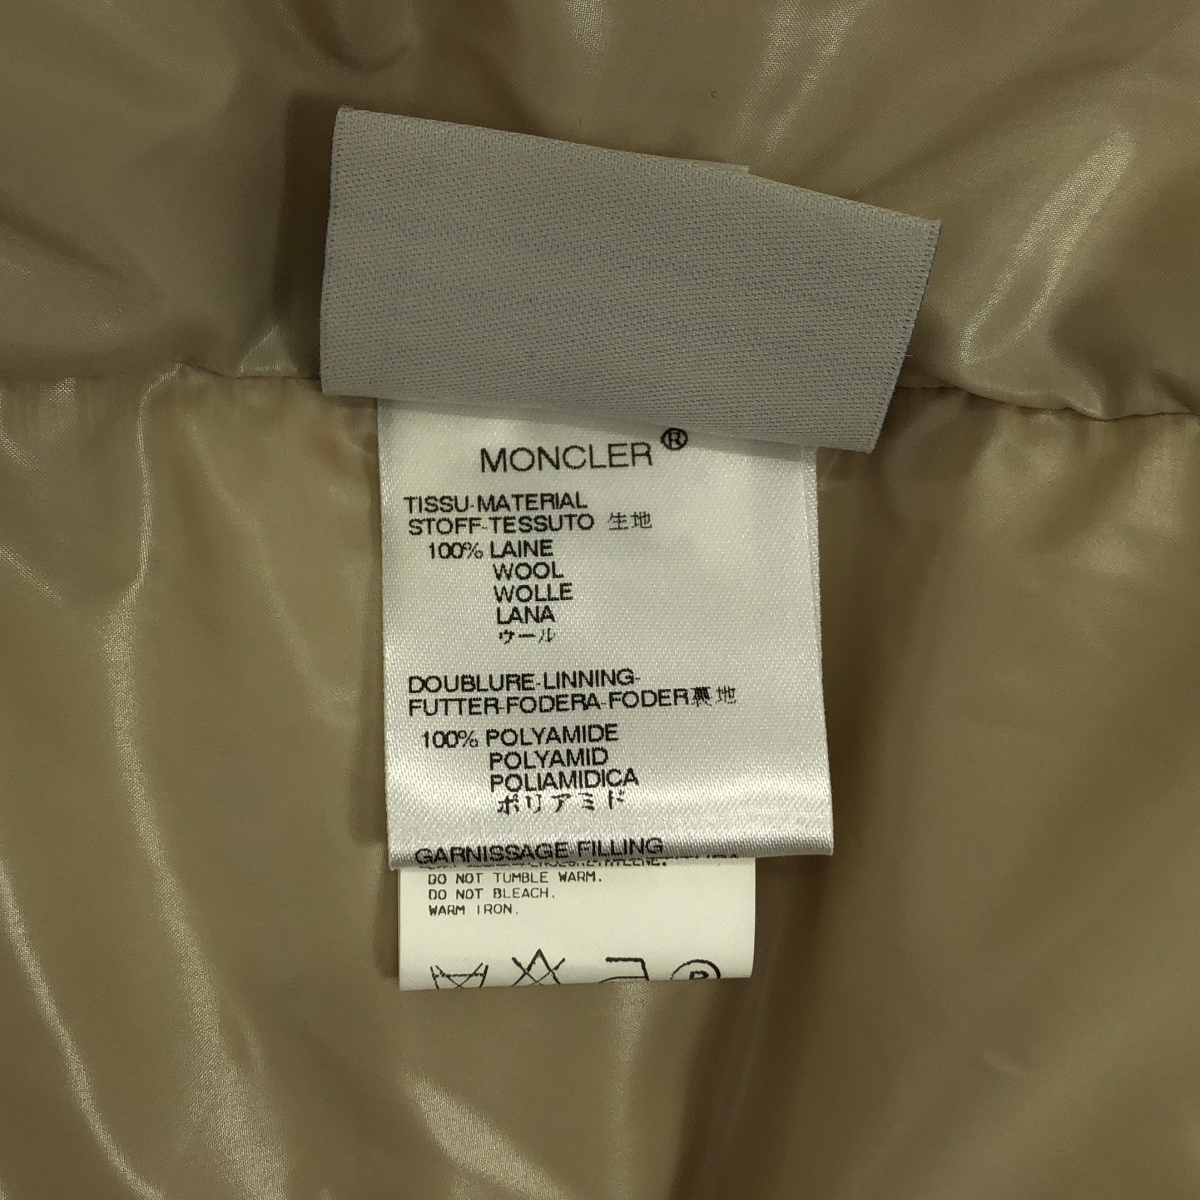 MONCLER®
TISSU-MATERIAL
STOFF-TESSUTO 生地
100% LAINE
WOOL
WOLLE
LANA
ウール
DOUBLURE-LINNING-
FUTTER-FODERA-FODER裏地
100% POLYAMIDE
POLYAMID
POLIAMIDICA
ポリアミド
GARNISSAGE-FILLING
DO NOT TUMBLE WARM.
DO NOT BLEACH.
WARM IRON.
P